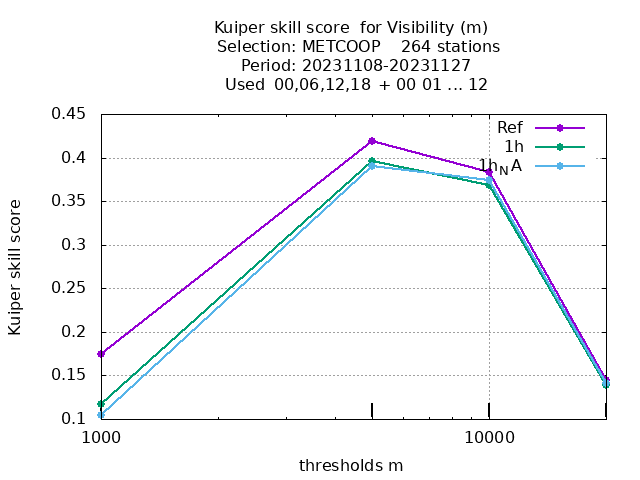 Kuiper skill score  for Visibility (m)
Selection: METCOOP    264 stations
Period: 20231108-20231127
Used  00,06,12,18 + 00 01 ... 12
Kuiper skill score
0.45
0.4
0.35
0.3
0.25
0.2
0.15
0.1
Ref
1h
1hNA
1000
10000
thresholds m